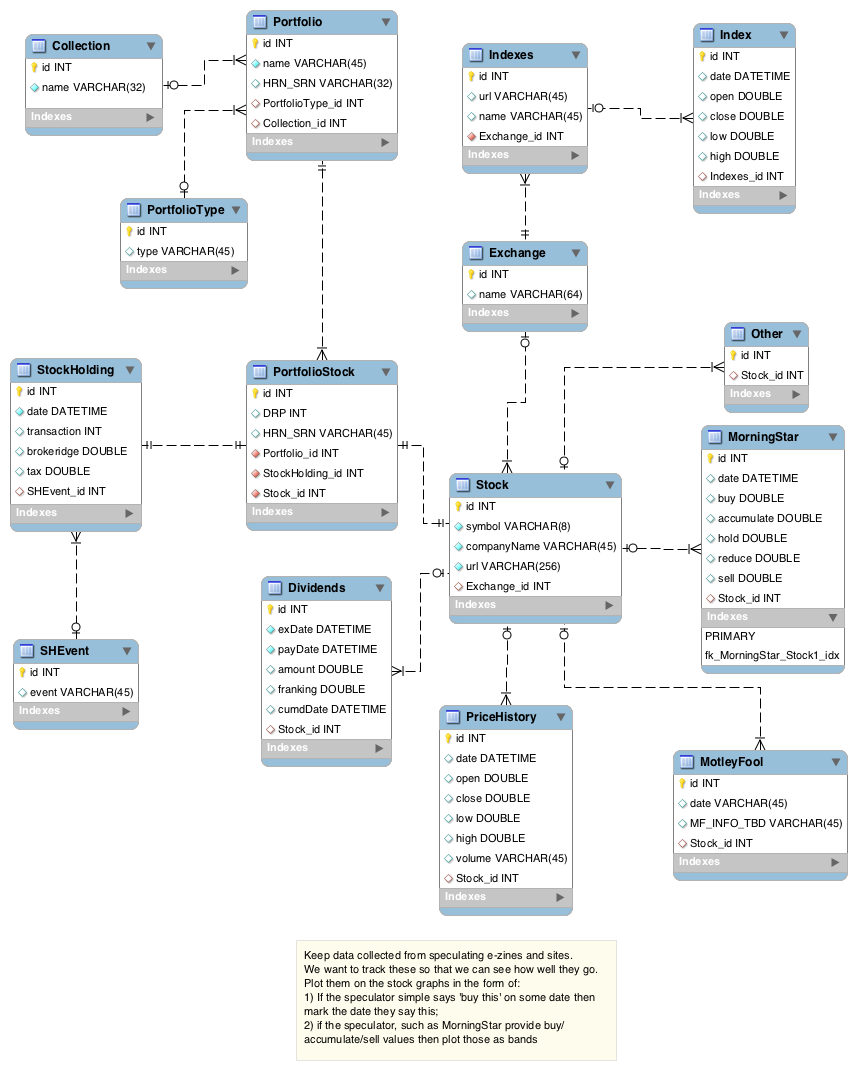 Collection
id INT
name VARCHAR(32)
Indexes
Portfolio
id INT
name VARCHAR(45)
HRN_SRN VARCHAR(32)
PortfolioType_id INT
Collection_id INT
Indexes
PortfolioType
id INT
type VARCHAR(45)
Indexes
Indexes
id INT
url VARCHAR(45)
name VARCHAR(45)
Exchange_id INT
Indexes
Index
id INT
date DATETIME
open DOUBLE
close DOUBLE
low DOUBLE
high DOUBLE
Indexes_id INT
Indexes
Exchange
id INT
name VARCHAR(64)
Indexes
StockHolding
id INT
date DATETIME
transaction INT
brokeridge DOUBLE
tax DOUBLE
SHEvent_id INT
Indexes
PortfolioStock
id INT
DRP INT
HRN_SRN VARCHAR(45)
Portfolio_id INT
StockHolding_id INT
Stock_id INT
Indexes
Other
id INT
Stock_id INT
Indexes
MorningStar
id INT
date DATETIME
buy DOUBLE
accumulate DOUBLE
hold DOUBLE
reduce DOUBLE
sell DOUBLE
Stock_id INT
Indexes
PRIMARY
fk_MorningStar_Stock1_idx
Stock
id INT
symbol VARCHAR(8)
companyName VARCHAR(45)
url VARCHAR(256)
Exchange_id INT
Indexes
Dividends
id INT
exDate DATETIME
payDate DATETIME
amount DOUBLE
franking DOUBLE
cumdDate DATETIME
Stock_id INT
Indexes
SHEvent
id INT
event VARCHAR(45)
Indexes
PriceHistory
id INT
date DATETIME
open DOUBLE
close DOUBLE
low DOUBLE
high DOUBLE
volume VARCHAR(45)
Stock_id INT
Indexes
MotleyFool
id INT
date VARCHAR(45)
MF_INFO_TBD VARCHAR(45)
Stock_id INT
Indexes
Keep data collected from speculating e-zines and sites.
We want to track these so that we can see how well they go.
Plot them on the stock graphs in the form of:
1) If the speculator simple says 'buy this' on some date then
mark the date they say this;
2) if the speculator, such as MorningStar provide buy/
accumulate/sell values then plot those as bands